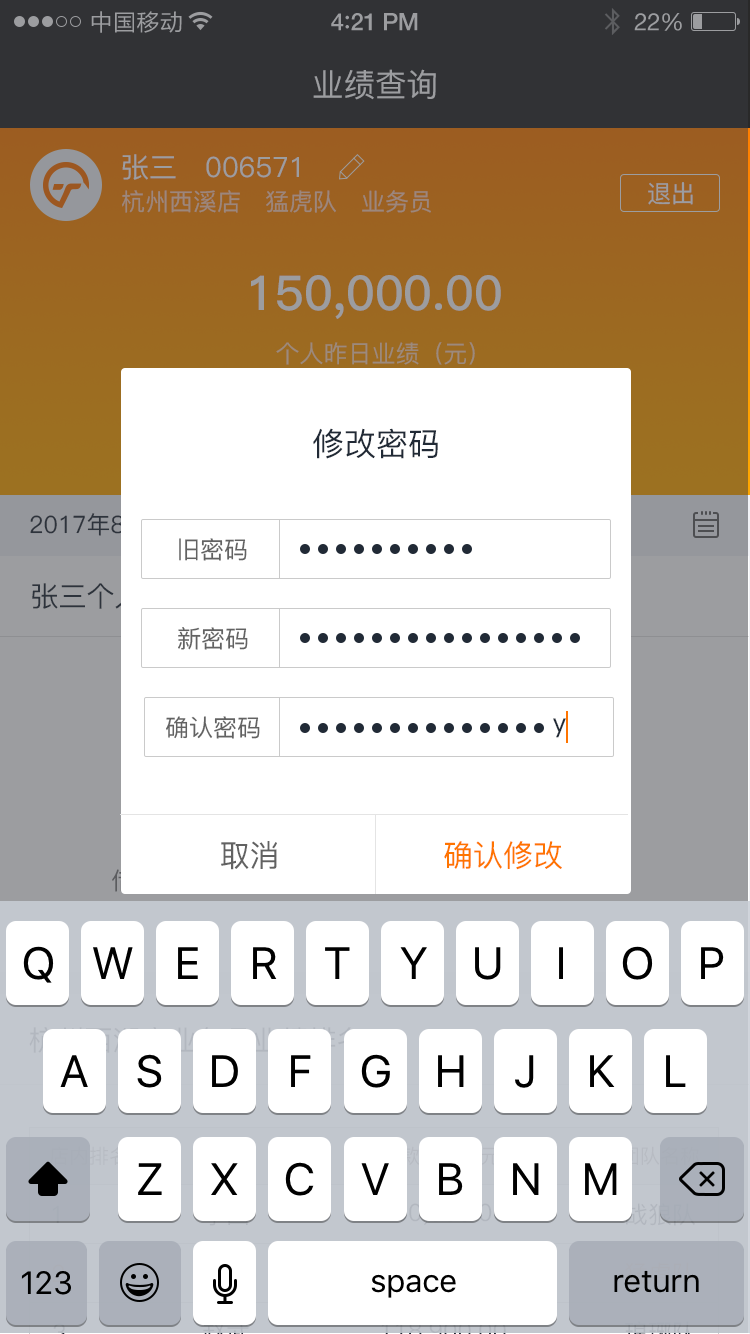 中国移动 4:21 PM 22%
业绩查询
张三 006571
杭州西溪店 猛虎队 业务员
退出
150,000.00
个人昨日业绩（元）
修改密码
2017年8
旧密码 ••••••••••
张三个人
新密码 ••••••••••••••••
确认密码 ••••••••••••••y
取消 确认修改
Q W E R T Y U I O P
A S D F G H J K L
Z X C V B N M
123 space return